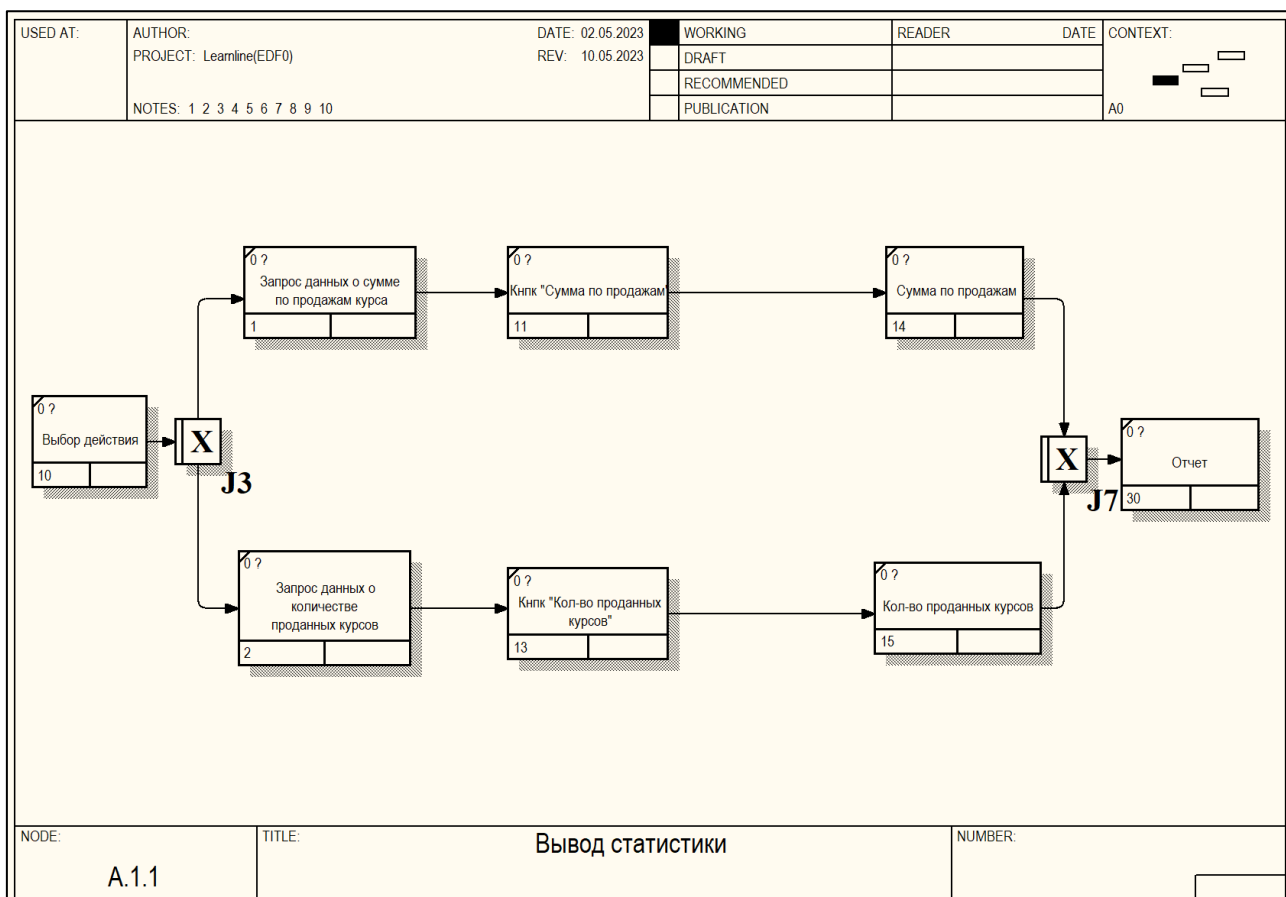 USED AT:
AUTHOR:
DATE: 02.05.2023
WORKING
READER
DATE
CONTEXT:
PROJECT: Learnline(EDF0)
REV: 10.05.2023
DRAFT
RECOMMENDED
NOTES: 1 2 3 4 5 6 7 8 9 10
PUBLICATION
A0
0 ?
Запрос данных о сумме
по продажам курса
1
0 ?
Кнпк "Сумма по продажам"
11
0 ?
Сумма по продажам
14
0 ?
Выбор действия
10
X
J3
X
J7
0 ?
Отчет
30
0 ?
Запрос данных о
количестве
проданных курсов
2
0 ?
Кнпк "Кол-во проданных
курсов"
13
0 ?
Кол-во проданных курсов
15
NODE:
TITLE:
Вывод статистики
NUMBER:
A.1.1